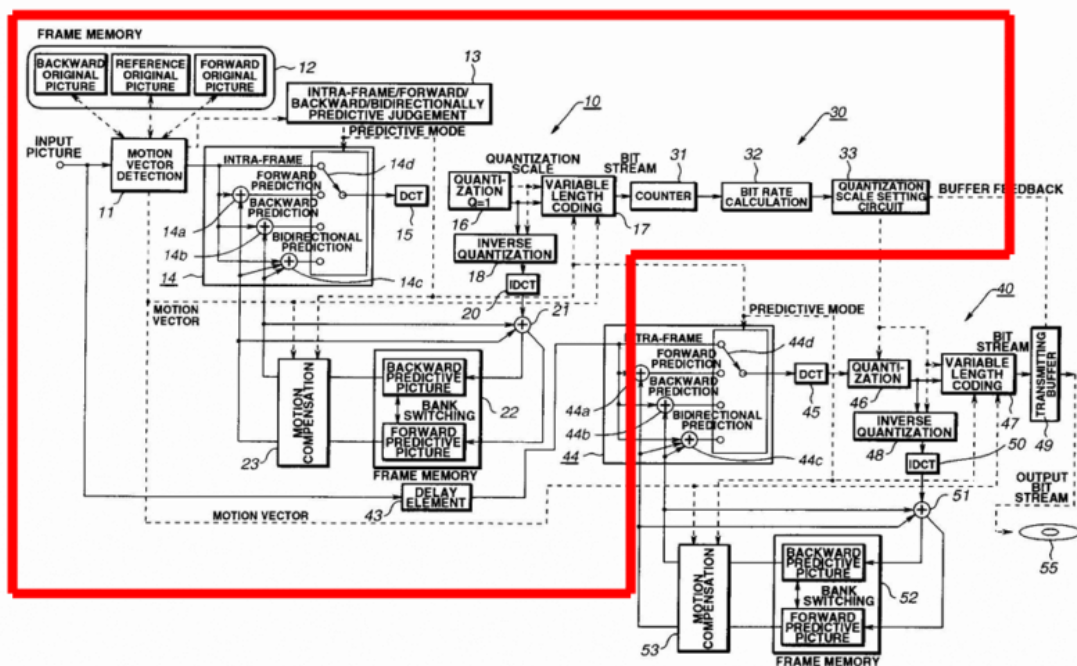 FRAME MEMORY
BACKWARD
ORIGINAL
PICTURE
REFERENCE
ORIGINAL
PICTURE
FORWARD
ORIGINAL
PICTURE
12
13
INTRA-FRAME/FORWARD/
BACKWARD/BIDIRECTIONALLY
PREDICTIVE JUDGEMENT
PREDICTIVE MODE
10
30
INPUT
PICTURE
MOTION
VECTOR
DETECTION
11
INTRA-FRAME
FORWARD
PREDICTION
BACKWARD
PREDICTION
BIDIRECTIONAL
PREDICTION
14a
14b
14c
14d
14
DCT
15
QUANTIZATION
SCALE
QUANTI-
ZATION
Q=1
16
VARIABLE
LENGTH
CODING
17
BIT
STREAM
31
COUNTER
32
BIT RATE
CALCULATION
33
QUANTIZATION
SCALE SETTING
CIRCUIT
BUFFER FEEDBACK
INVERSE
QUANTIZATION
18
IDCT
20
21
MOTION
VECTOR
MOTION
COMPENSATION
23
BACKWARD
PREDICTIVE
PICTURE
BANK
SWITCHING
FORWARD
PREDICTIVE
PICTURE
22
FRAME MEMORY
DELAY
ELEMENT
43
MOTION VECTOR
PREDICTIVE MODE
40
INTRA-FRAME
FORWARD
PREDICTION
BACKWARD
PREDICTION
BIDIRECTIONAL
PREDICTION
44a
44b
44c
44d
44
DCT
45
QUANTI-
ZATION
46
BIT
STREAM
VARIABLE
LENGTH
CODING
47
TRANSMITTING
BUFFER
49
INVERSE
QUANTIZATION
48
IDCT
50
51
OUTPUT
BIT
STREAM
55
MOTION
COMPENSATION
53
BACKWARD
PREDICTIVE
PICTURE
BANK
SWITCHING
FORWARD
PREDICTIVE
PICTURE
52
FRAME MEMORY